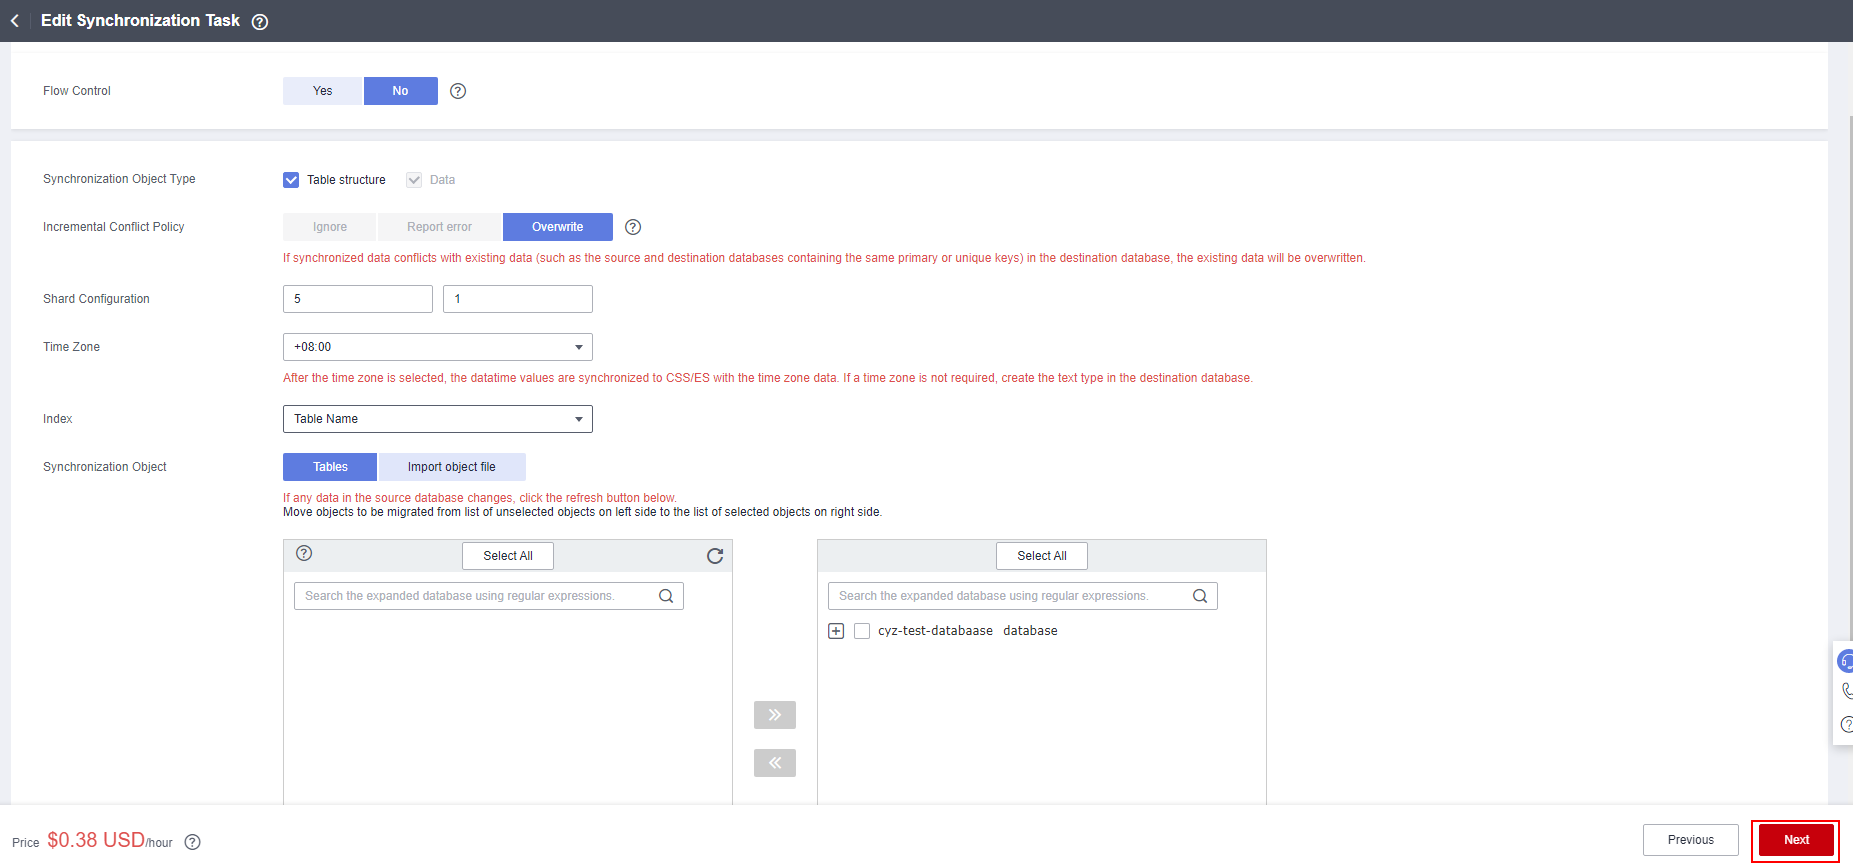 Edit Synchronization Task
Flow Control Yes No
Synchronization Object Type Table structure Data
Incremental Conflict Policy Ignore Report error Overwrite
If synchronized data conflicts with existing data (such as the source and destination databases containing the same primary or unique keys) in the destination database, the existing data will be overwritten.
Shard Configuration 5 1
Time Zone +08:00
After the time zone is selected, the datatime values are synchronized to CSS/ES with the time zone data. If a time zone is not required, create the text type in the destination database.
Index Table Name
Synchronization Object Tables Import object file
If any data in the source database changes, click the refresh button below.
Move objects to be migrated from list of unselected objects on left side to the list of selected objects on right side.
Select All Select All
Search the expanded database using regular expressions. Search the expanded database using regular expressions.
cyz-test-databaase database
Price $0.38 USD/hour Previous Next